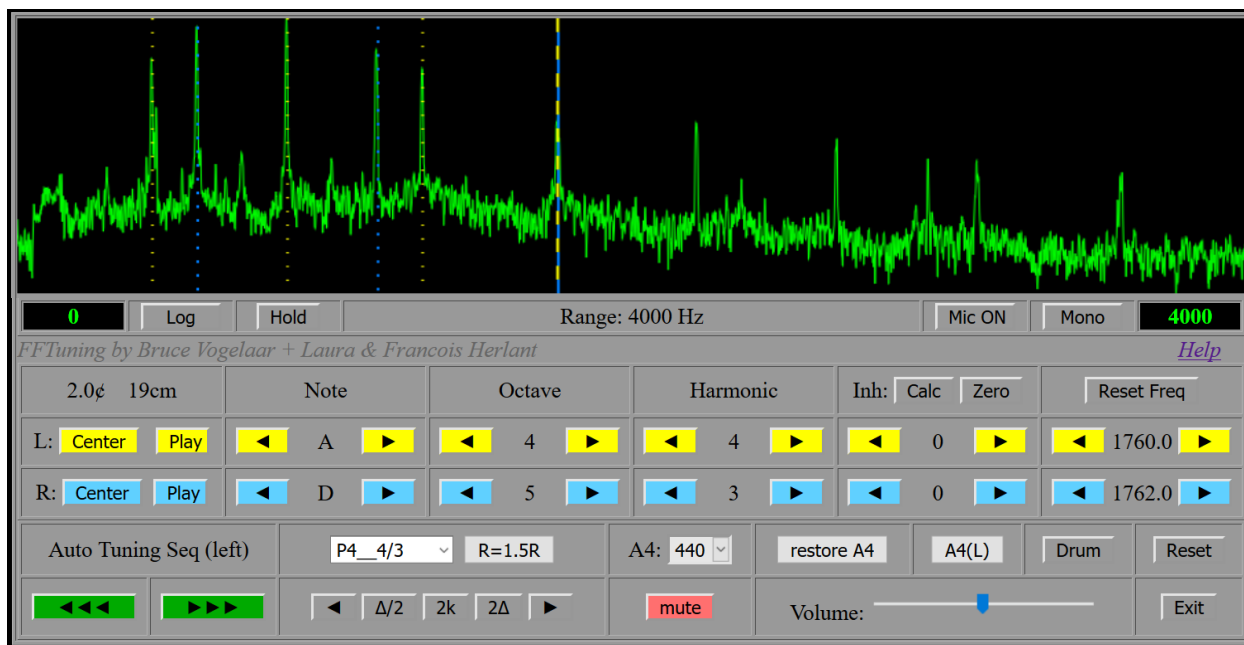 0 Log Hold Range: 4000 Hz Mic ON Mono 4000
FFTuning by Bruce Vogelaar + Laura & Francois Herlant Help
2.0¢ 19cm Note Octave Harmonic Inh: Calc Zero Reset Freq
L: Center Play ◄ A ► ◄ 4 ► ◄ 4 ► ◄ 0 ► ◄ 1760.0 ►
R: Center Play ◄ D ► ◄ 5 ► ◄ 3 ► ◄ 0 ► ◄ 1762.0 ►
Auto Tuning Seq (left) P4__4/3 R=1.5R A4: 440 restore A4 A4(L) Drum Reset
◄◄◄ ►►► ◄ Δ/2 2k 2Δ ► mute Volume: Exit